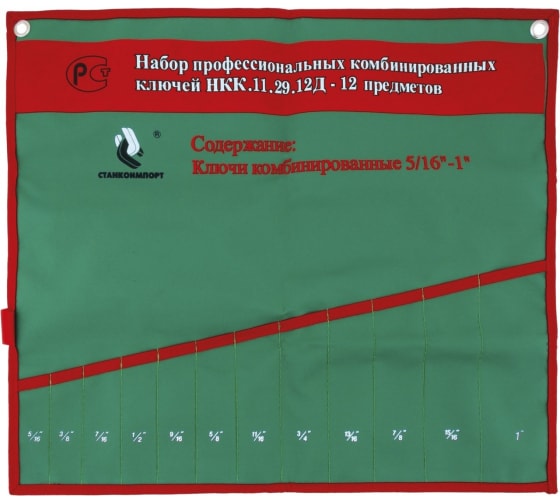 РСТ
Набор профессиональных комбинированных
ключей НКК.11.29.12Д - 12 предметов
®
СТАНКОИМПОРТ
Содержание:
Ключи комбинированные 5/16"-1"
5/16" 3/8" 7/16" 1/2" 9/16" 5/8" 11/16" 3/4" 13/16" 7/8" 15/16" 1"